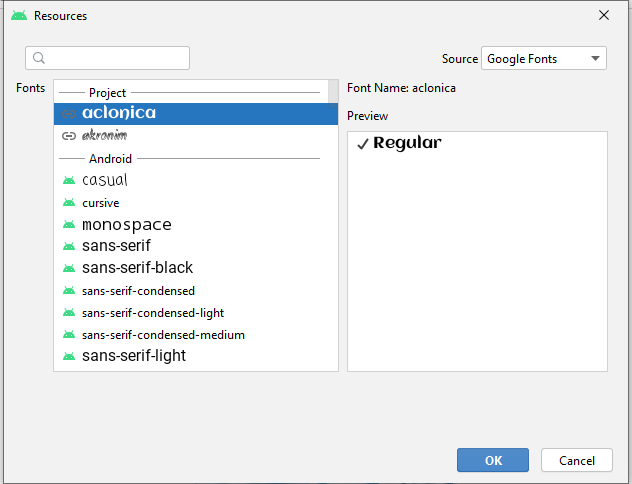 Resources
Source Google Fonts
Fonts
Project
aclonica
akronim
Android
casual
cursive
monospace
sans-serif
sans-serif-black
sans-serif-condensed
sans-serif-condensed-light
sans-serif-condensed-medium
sans-serif-light
Font Name: aclonica
Preview
Regular
OK Cancel